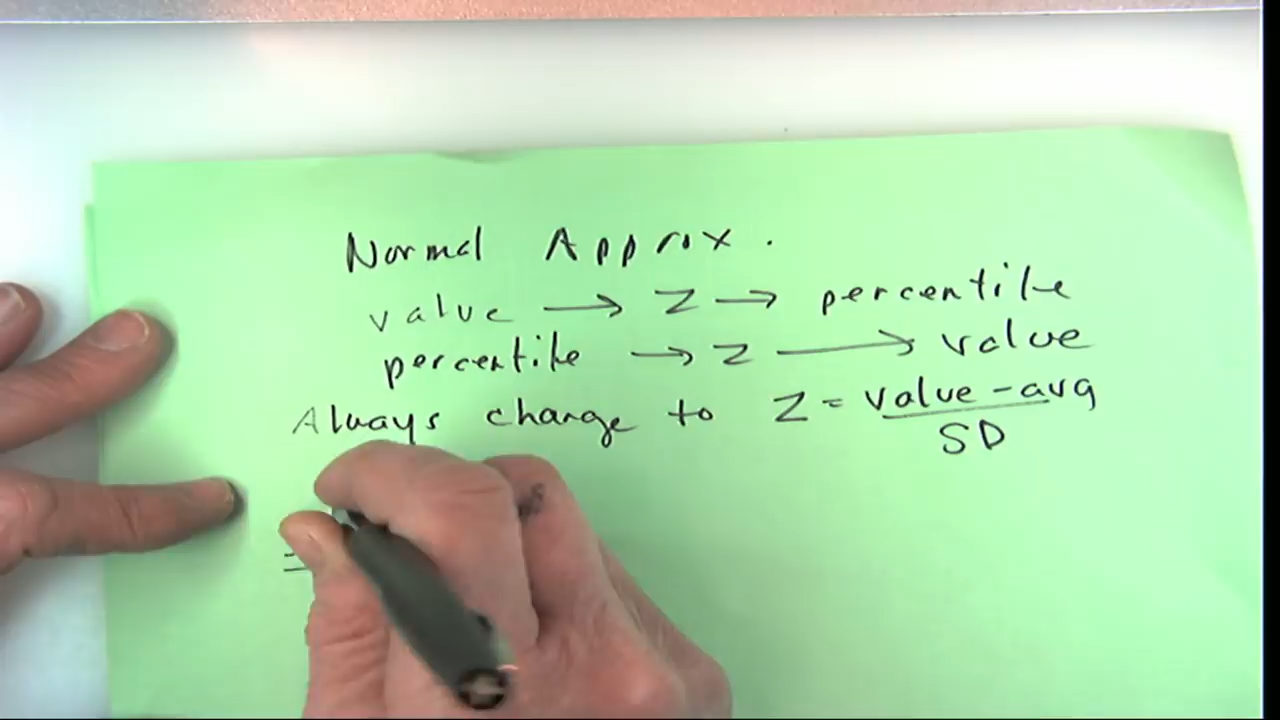 Normal Approx.
value → Z → percentile
percentile → Z → value
Always change to Z = value - avg
SD
=